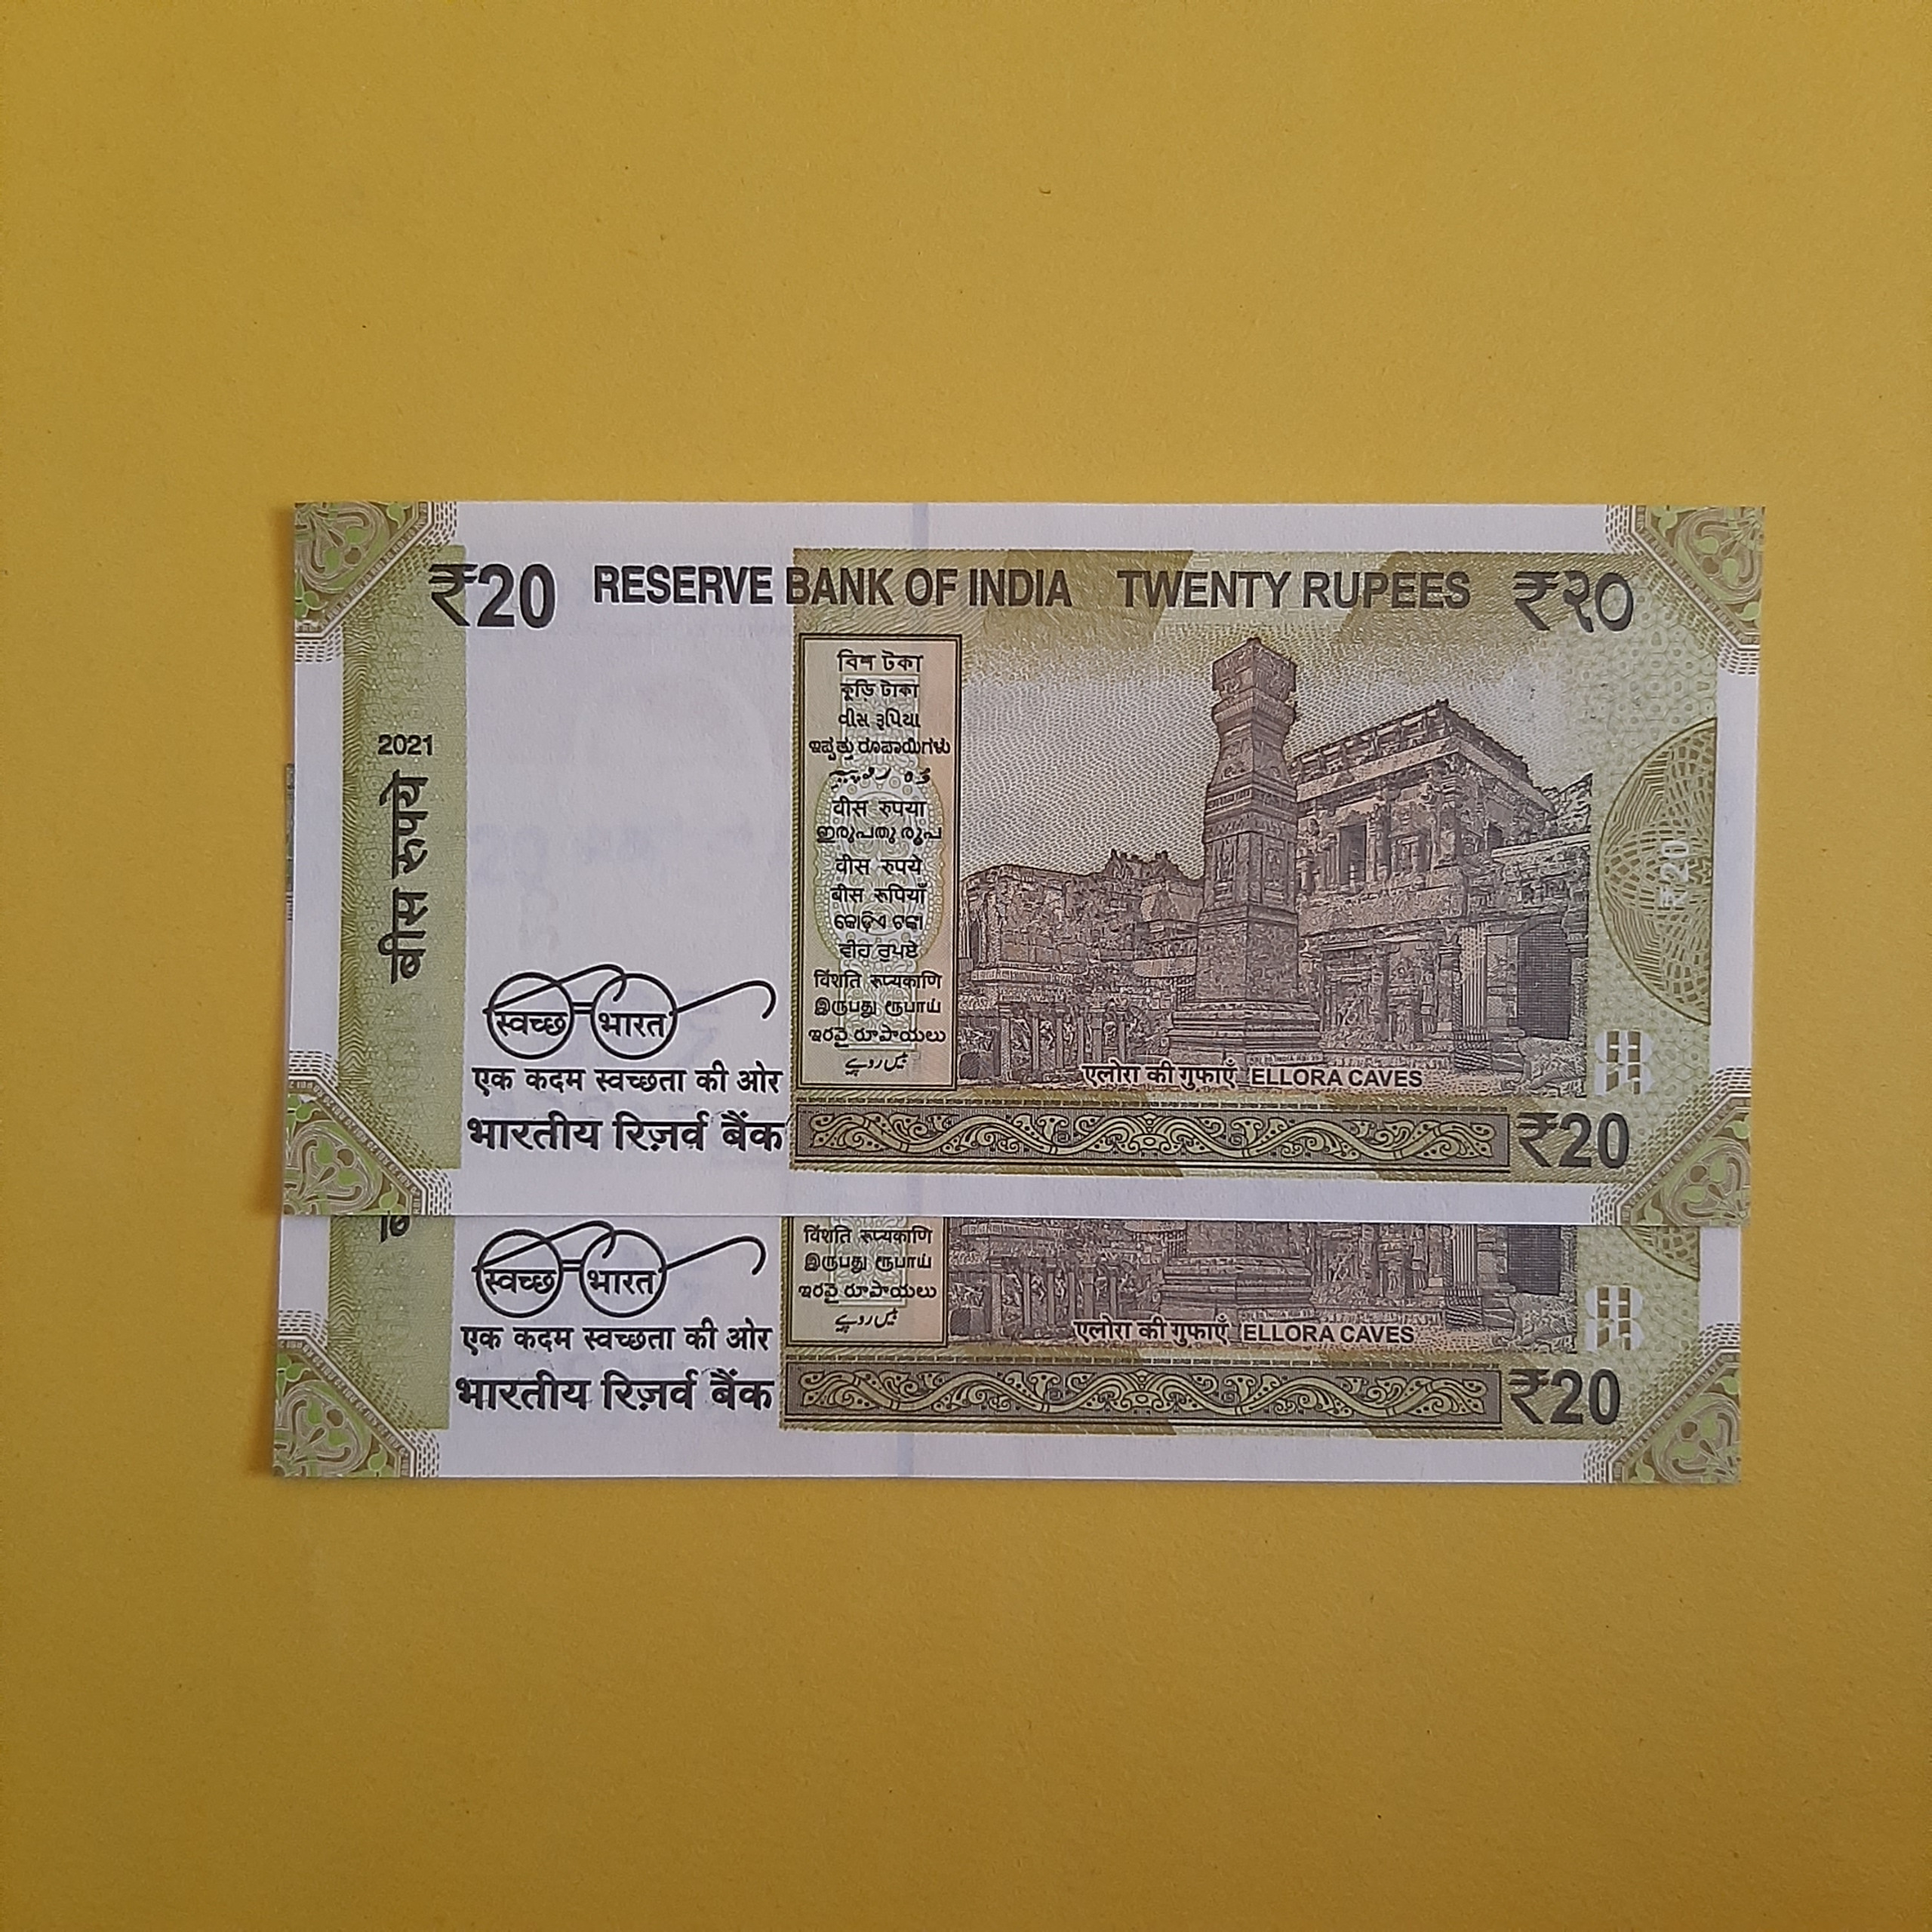 ₹20 RESERVE BANK OF INDIA TWENTY RUPEES ₹२०
2021
बीस रुपये
বিশ টকা
কুড়ি টাকা
વીસ રૂપિયા
ಇಪ್ಪತ್ತು ರೂಪಾಯಿಗಳು
वीस रुपया
ഇരുപതു രൂപ
वीस रुपये
बीस रुपियाँ
କୋଡ଼ିଏ ଟଙ୍କା
ਵੀਹ ਰੁਪਏ
विंशति रूप्यकाणि
இருபது ரூபாய்
ఇరవై రూపాయలు
بیس روپے
₹20
स्वच्छ भारत
एक कदम स्वच्छता की ओर
भारतीय रिज़र्व बैंक
एलोरा की गुफाएँ ELLORA CAVES
₹20
स्वच्छ भारत
एक कदम स्वच्छता की ओर
भारतीय रिज़र्व बैंक
विंशति रूप्यकाणि
இருபது ரூபாய்
ఇరవై రూపాయలు
بیس روپے
एलोरा की गुफाएँ ELLORA CAVES
₹20